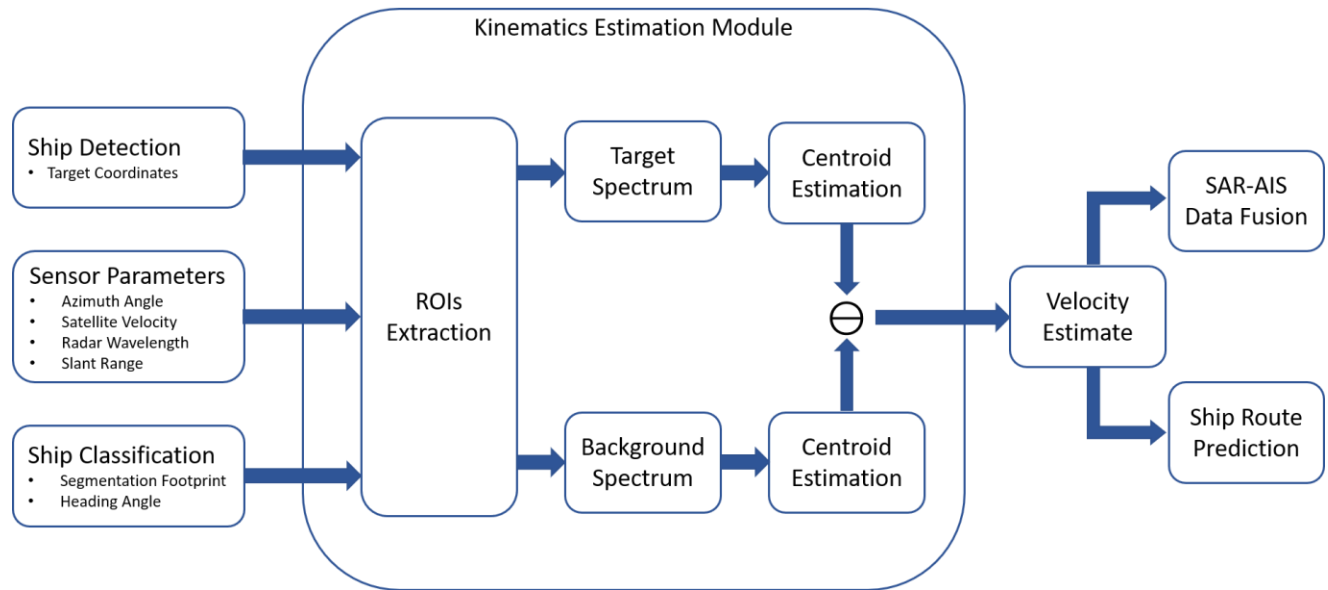 Kinematics Estimation Module
Ship Detection
• Target Coordinates
Sensor Parameters
• Azimuth Angle
• Satellite Velocity
• Radar Wavelength
• Slant Range
Ship Classification
• Segmentation Footprint
• Heading Angle
ROIs
Extraction
Target
Spectrum
Centroid
Estimation
Background
Spectrum
Centroid
Estimation
Velocity
Estimate
SAR-AIS
Data Fusion
Ship Route
Prediction